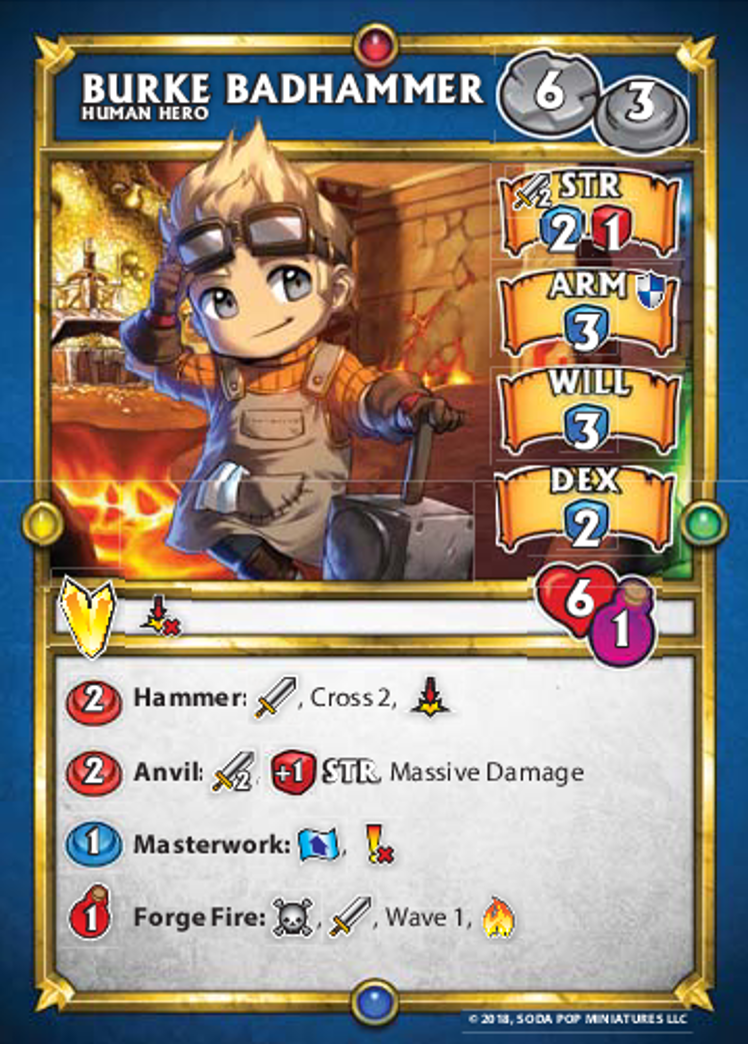 BURKE BADHAMMER
HUMAN HERO
6 3
2 STR
2 1
ARM
3
WILL
3
DEX
2
6
1
2 Hammer: , Cross 2,
2 Anvil: 2, +1 STR, Massive Damage
1 Masterwork: ,
1 Forge Fire: , , Wave 1,
© 2018, SODA POP MINIATURES LLC